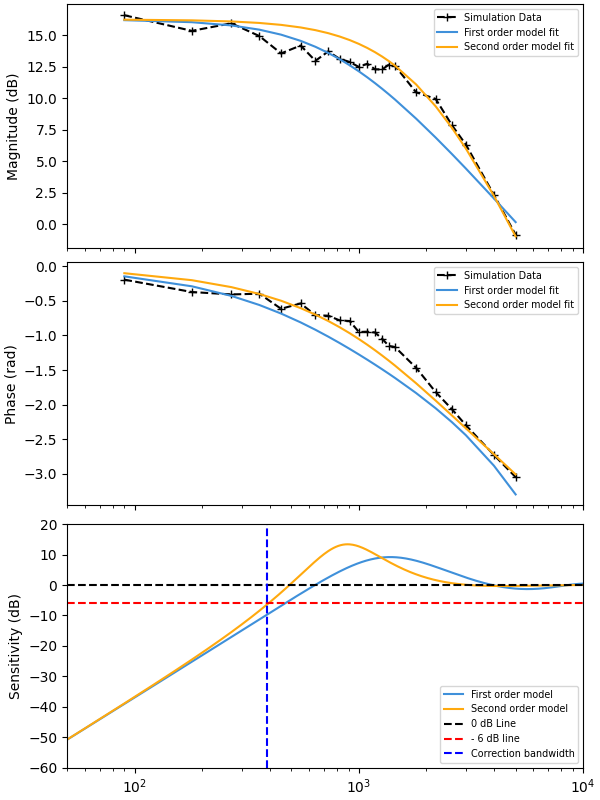 15.0
12.5
10.0
7.5
5.0
2.5
0.0
Magnitude (dB)
Simulation Data
First order model fit
Second order model fit
0.0
−0.5
−1.0
−1.5
−2.0
−2.5
−3.0
Phase (rad)
Simulation Data
First order model fit
Second order model fit
20
10
0
−10
−20
−30
−40
−50
−60
Sensitivity (dB)
First order model
Second order model
0 dB Line
- 6 dB line
Correction bandwidth
10²
10³
10⁴